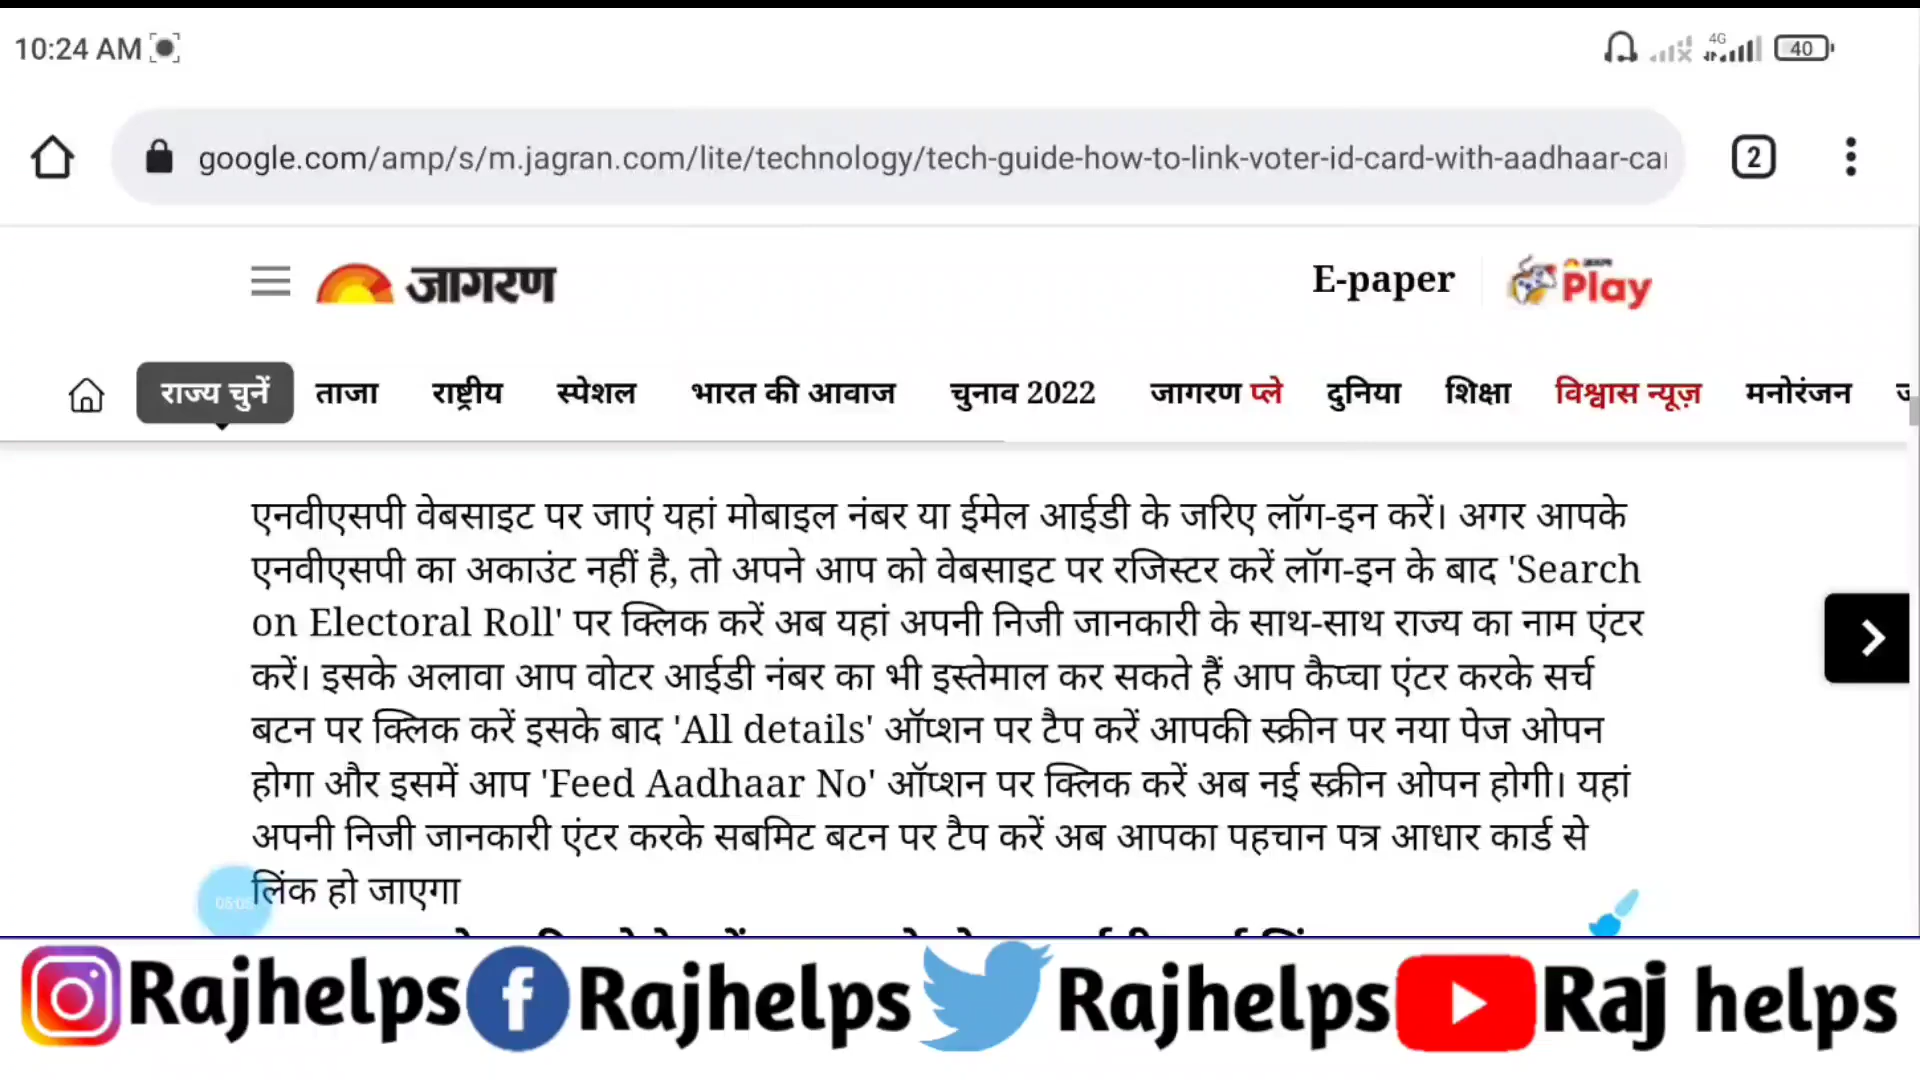 10:24 AM
4G
40
google.com/amp/s/m.jagran.com/lite/technology/tech-guide-how-to-link-voter-id-card-with-aadhaar-car
2
जागरण
E-paper
Play
राज्य चुनें ताजा राष्ट्रीय स्पेशल भारत की आवाज चुनाव 2022 जागरण प्ले दुनिया शिक्षा विश्वास न्यूज़ मनोरंजन
एनवीएसपी वेबसाइट पर जाएं यहां मोबाइल नंबर या ईमेल आईडी के जरिए लॉग-इन करें। अगर आपके
एनवीएसपी का अकाउंट नहीं है, तो अपने आप को वेबसाइट पर रजिस्टर करें लॉग-इन के बाद 'Search
on Electoral Roll' पर क्लिक करें अब यहां अपनी निजी जानकारी के साथ-साथ राज्य का नाम एंटर
करें। इसके अलावा आप वोटर आईडी नंबर का भी इस्तेमाल कर सकते हैं आप कैप्चा एंटर करके सर्च
बटन पर क्लिक करें इसके बाद 'All details' ऑप्शन पर टैप करें आपकी स्क्रीन पर नया पेज ओपन
होगा और इसमें आप 'Feed Aadhaar No' ऑप्शन पर क्लिक करें अब नई स्क्रीन ओपन होगी। यहां
अपनी निजी जानकारी एंटर करके सबमिट बटन पर टैप करें अब आपका पहचान पत्र आधार कार्ड से
लिंक हो जाएगा
Rajhelps Rajhelps Rajhelps Raj helps